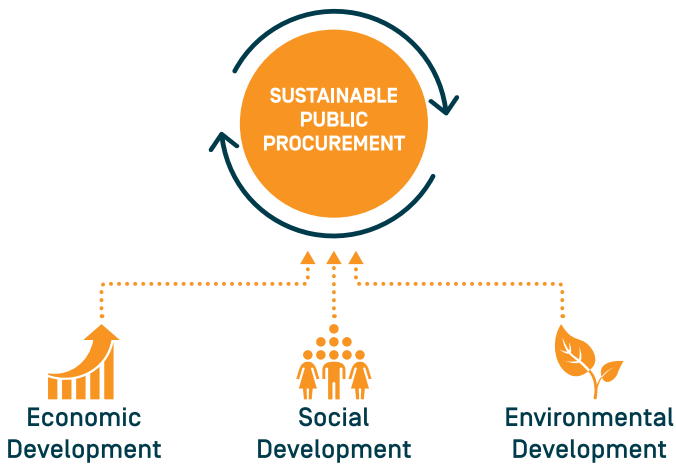 SUSTAINABLE
PUBLIC
PROCUREMENT
Economic
Development
Social
Development
Environmental
Development